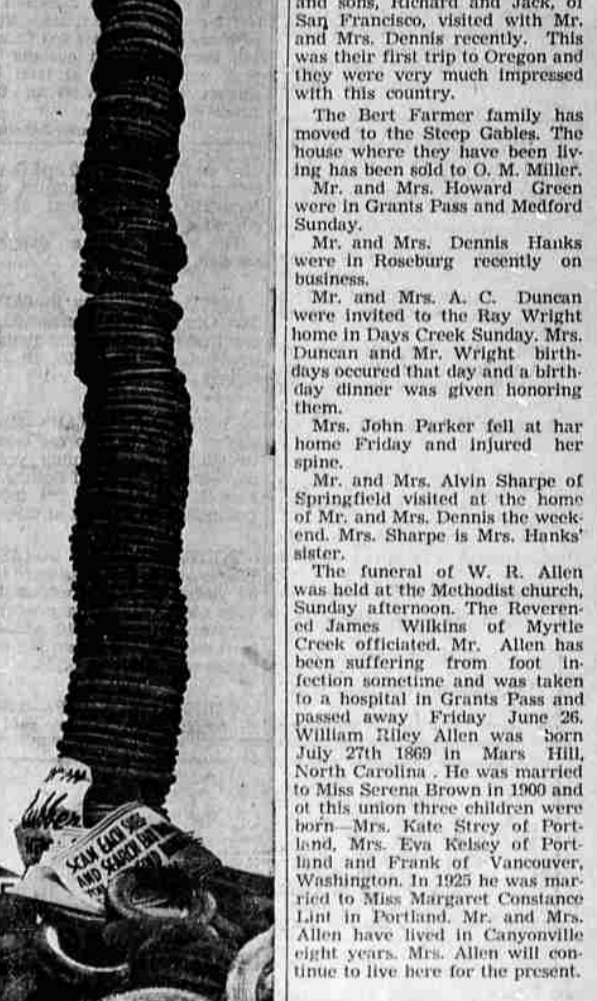 and sons, Richard and Jack, of
San Francisco, visited with Mr.
and Mrs. Dennis recently. This
was their first trip to Oregon and
they were very much impressed
with this country.
The Bert Farmer family has
moved to the Steep Gables. The
house where they have been liv-
ing has been sold to O. M. Miller.
Mr. and Mrs. Howard Green
were in Grants Pass and Medford
Sunday.
Mr. and Mrs. Dennis Hanks
were in Roseburg recently on
business.
Mr. and Mrs. A. C. Duncan
were invited to the Ray Wright
home in Days Creek Sunday. Mrs.
Duncan and Mr. Wright birth-
days occured that day and a birth-
day dinner was given honoring
them.
Mrs. John Parker fell at har
home Friday and injured her
spine.
Mr. and Mrs. Alvin Sharpe of
Springfield visited at the home
of Mr. and Mrs. Dennis the week-
end. Mrs. Sharpe is Mrs. Hanks'
sister.
The funeral of W. R. Allen
was held at the Methodist church,
Sunday afternoon. The Reveren-
ed James Wilkins of Myrtle
Creek officiated. Mr. Allen has
been suffering from foot in-
fection sometime and was taken
to a hospital in Grants Pass and
passed away Friday June 26.
William Riley Allen was born
July 27th 1869 in Mars Hill,
North Carolina . He was married
to Miss Serena Brown in 1900 and
ot this union three children were
born—Mrs. Kate Strey of Port-
land, Mrs. Eva Kelsey of Port-
land and Frank of Vancouver,
Washington. In 1925 he was mar-
ried to Miss Margaret Constance
Lint in Portland. Mr. and Mrs.
Allen have lived in Canyonville
eight years. Mrs. Allen will con-
tinue to live here for the present.
rubber
SCAN EACH
AND SEARCH